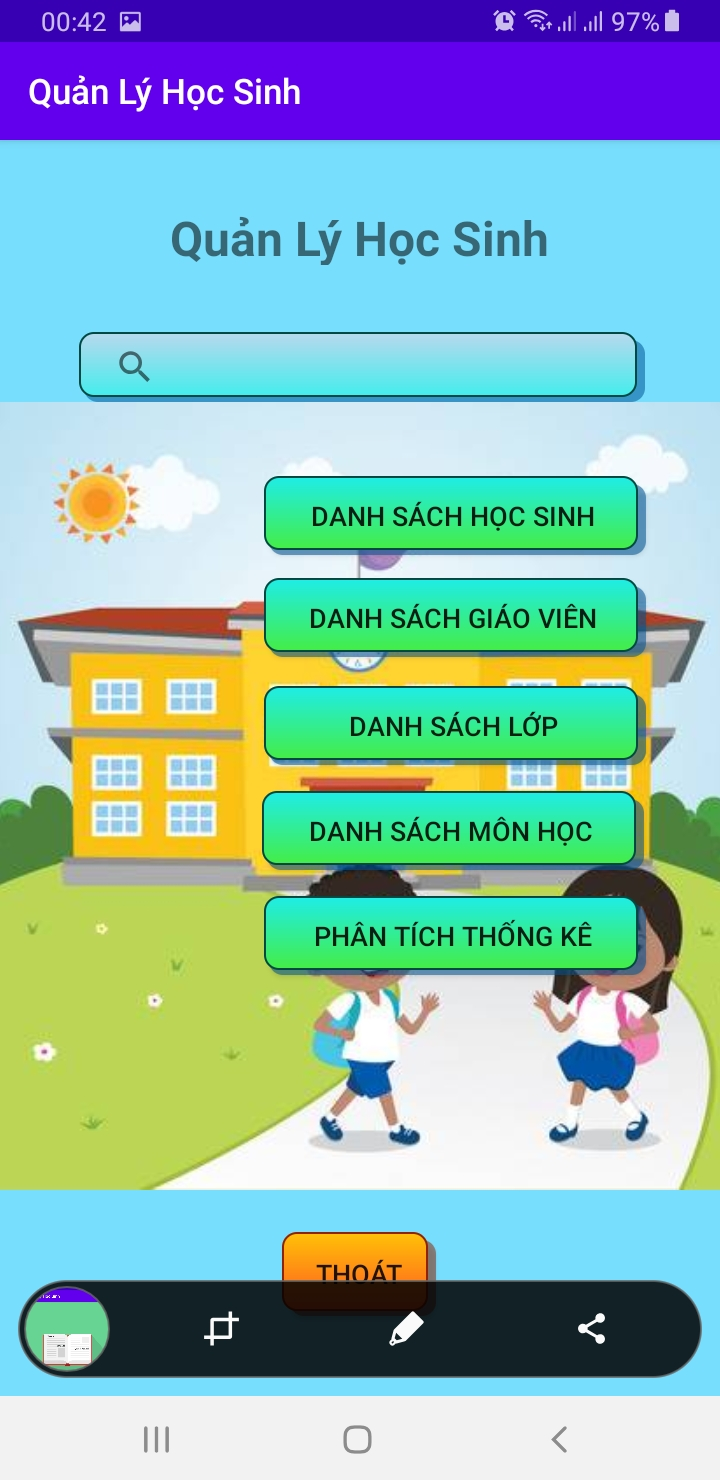 00:42
97%
Quản Lý Học Sinh
Quản Lý Học Sinh
DANH SÁCH HỌC SINH
DANH SÁCH GIÁO VIÊN
DANH SÁCH LỚP
DANH SÁCH MÔN HỌC
PHÂN TÍCH THỐNG KÊ
THOÁT